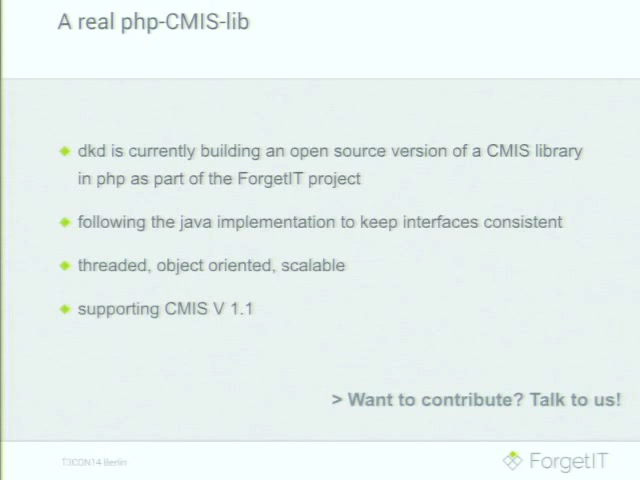 A real php-CMIS-lib
dkd is currently building an open source version of a CMIS library
in php as part of the ForgetIT project
following the java implementation to keep interfaces consistent
threaded, object oriented, scalable
supporting CMIS V 1.1
> Want to contribute? Talk to us!
T3CON14 Berlin
ForgetIT